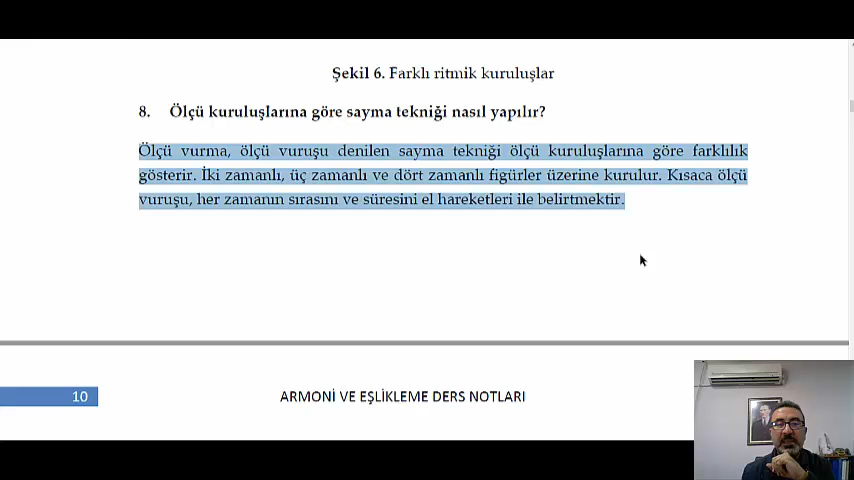 Şekil 6. Farklı ritmik kuruluşlar
8. Ölçü kuruluşlarına göre sayma tekniği nasıl yapılır?
Ölçü vurma, ölçü vuruşu denilen sayma tekniği ölçü kuruluşlarına göre farklılık
gösterir. İki zamanlı, üç zamanlı ve dört zamanlı figürler üzerine kurulur. Kısaca ölçü
vuruşu, her zamanın sırasını ve süresini el hareketleri ile belirtmektir.
10 ARMONİ VE EŞLİKLEME DERS NOTLARI